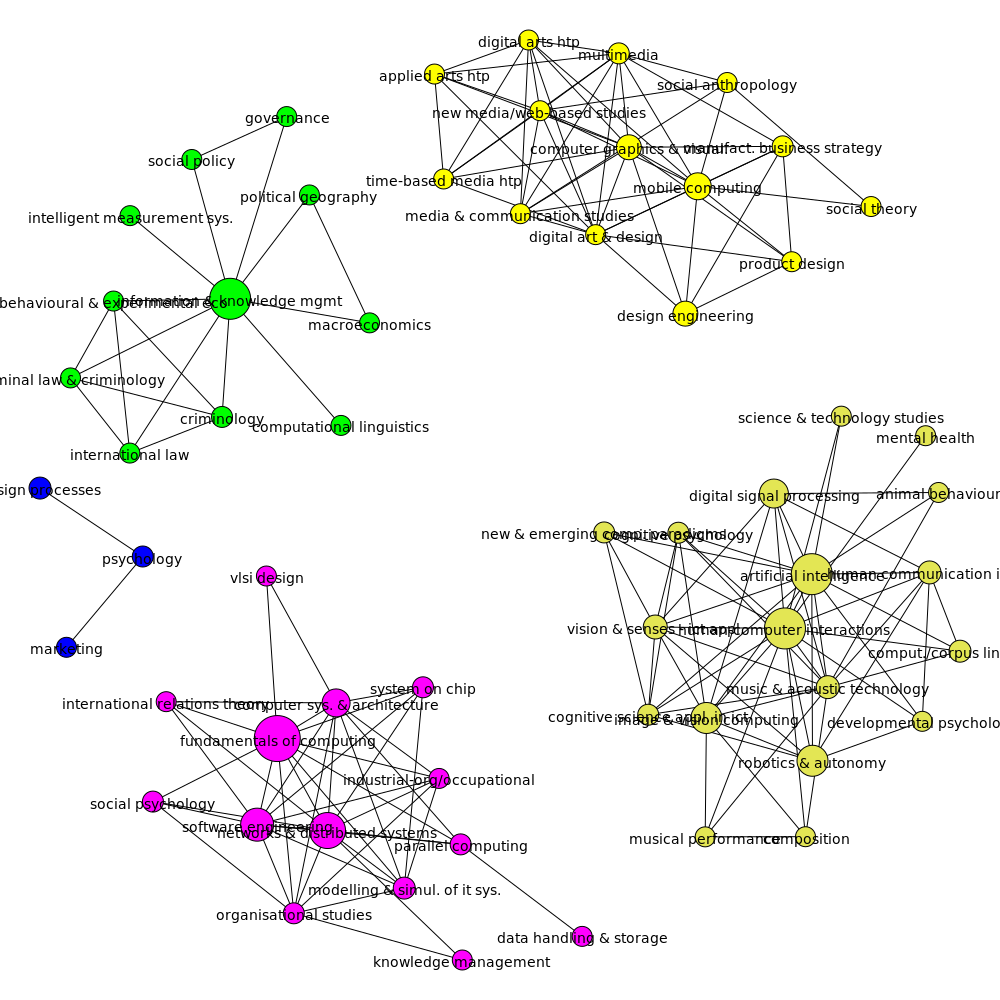 digital arts htp
multimedia
applied arts htp
social anthropology
new media/web-based studies
governance
computer graphics & visual.
manufact. business strategy
social policy
time-based media htp
mobile computing
political geography
intelligent measurement sys.
media & communication studies
social theory
digital art & design
product design
behavioural & experimental eco
information & knowledge mgmt
macroeconomics
design engineering
minal law & criminology
criminology
computational linguistics
science & technology studies
mental health
international law
sign processes
digital signal processing
animal behaviour
new & emerging comp. paradigms
cognitive psychology
psychology
vlsi design
artificial intelligence
human communication i
vision & senses - ict appl.
human/computer interactions
marketing
comput./corpus lin
system on chip
music & acoustic technology
international relations theory
computer sys. & architecture
cognitive science appl. in ict
image & vision computing
developmental psycholo
fundamentals of computing
robotics & autonomy
industrial-org/occupational
social psychology
software engineering
networks & distributed systems
parallel computing
musical performance
composition
modelling & simul. of it sys.
organisational studies
data handling & storage
knowledge management